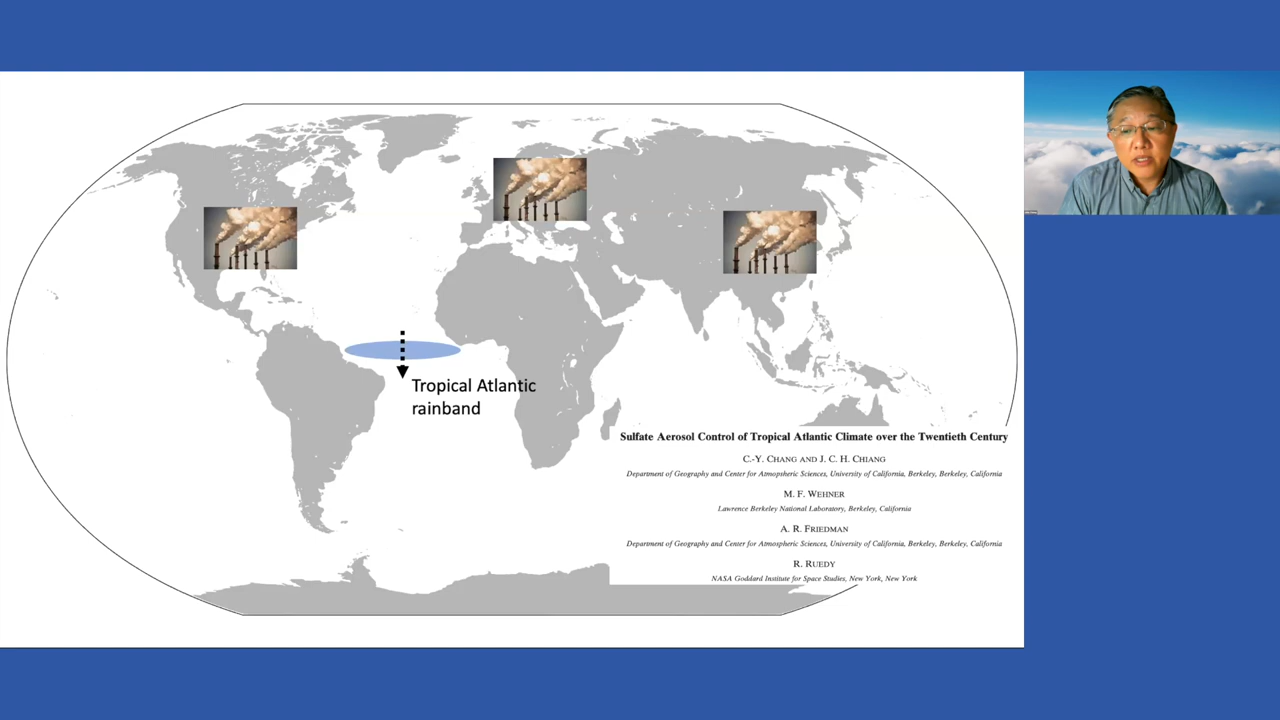 Tropical Atlantic
rainband
Sulfate Aerosol Control of Tropical Atlantic Climate over the Twentieth Century
C.-Y. CHANG AND J. C. H. CHIANG
Department of Geography and Center for Atmospheric Sciences, University of California, Berkeley, Berkeley, California
M. F. WEHNER
Lawrence Berkeley National Laboratory, Berkeley, California
A. R. FRIEDMAN
Department of Geography and Center for Atmospheric Sciences, University of California, Berkeley, Berkeley, California
R. RUEDY
NASA Goddard Institute for Space Studies, New York, New York